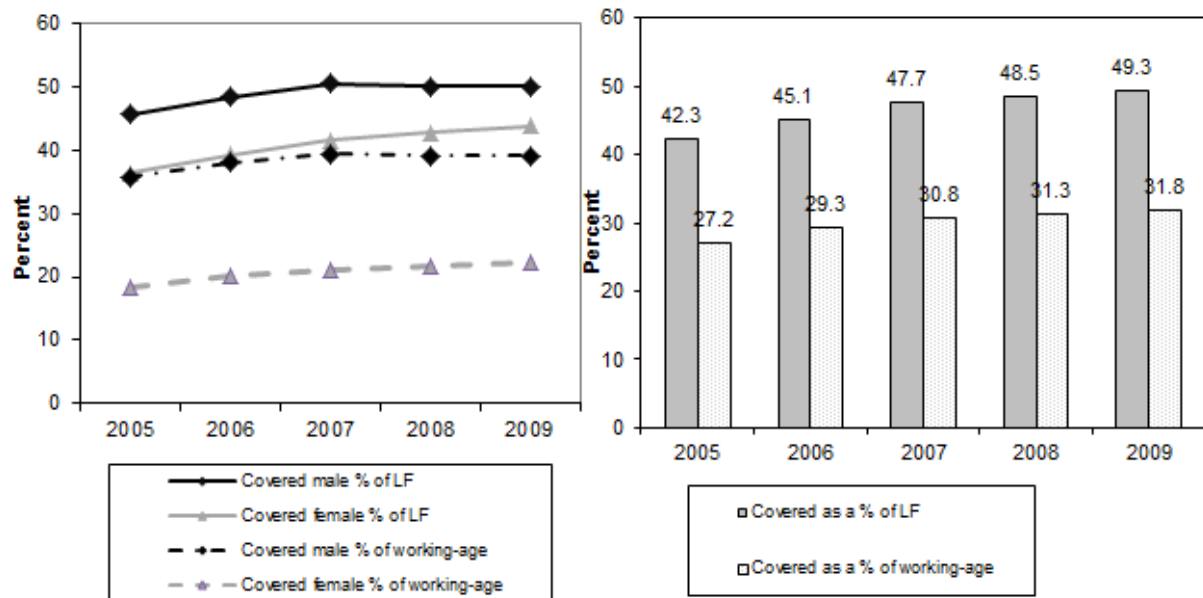 60
50
40
30
20
10
0
Percent
2005 2006 2007 2008 2009
Covered male % of LF
Covered female % of LF
Covered male % of working-age
Covered female % of working-age
60
50
40
30
20
10
0
Percent
42.3 45.1 47.7 48.5 49.3
27.2 29.3 30.8 31.3 31.8
2005 2006 2007 2008 2009
Covered as a % of LF
Covered as a % of working-age